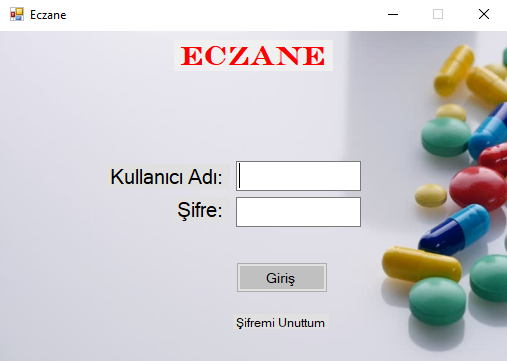 Eczane
ECZANE
Kullanıcı Adı:
Şifre:
Giriş
Şifremi Unuttum